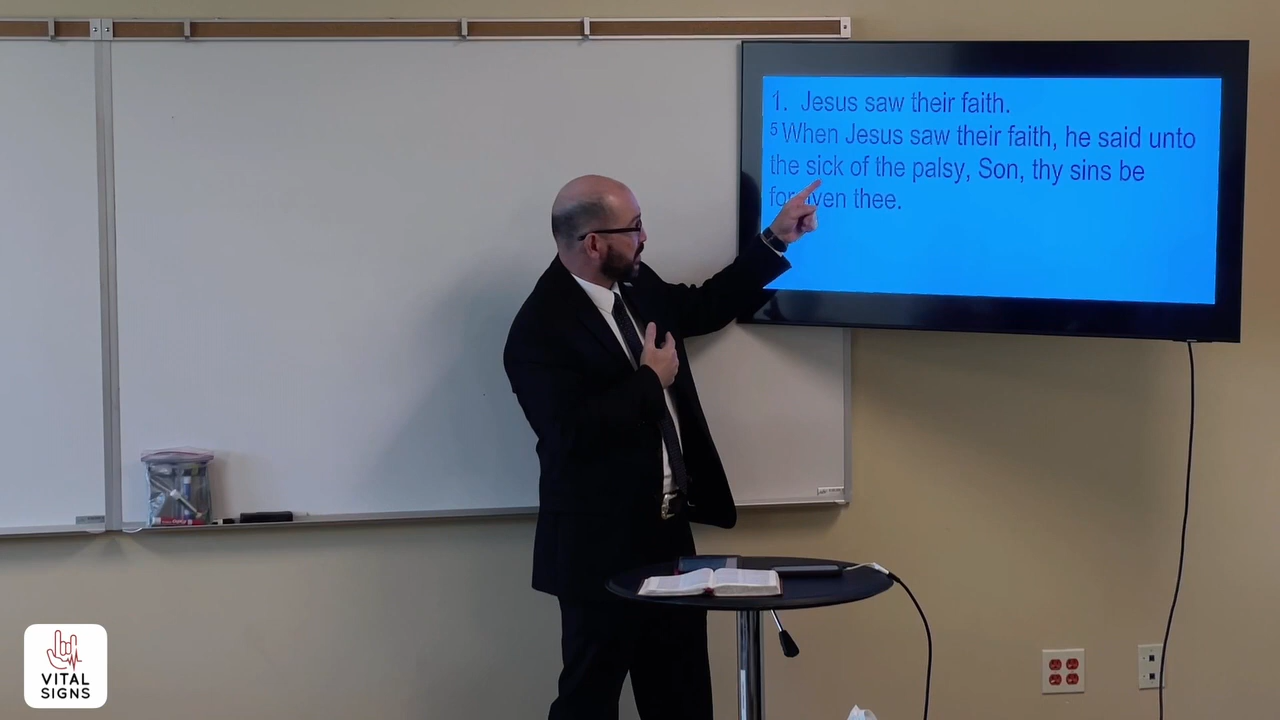 1. Jesus saw their faith.
5 When Jesus saw their faith, he said unto
the sick of the palsy, Son, thy sins be
forgiven thee.
VITAL
SIGNS